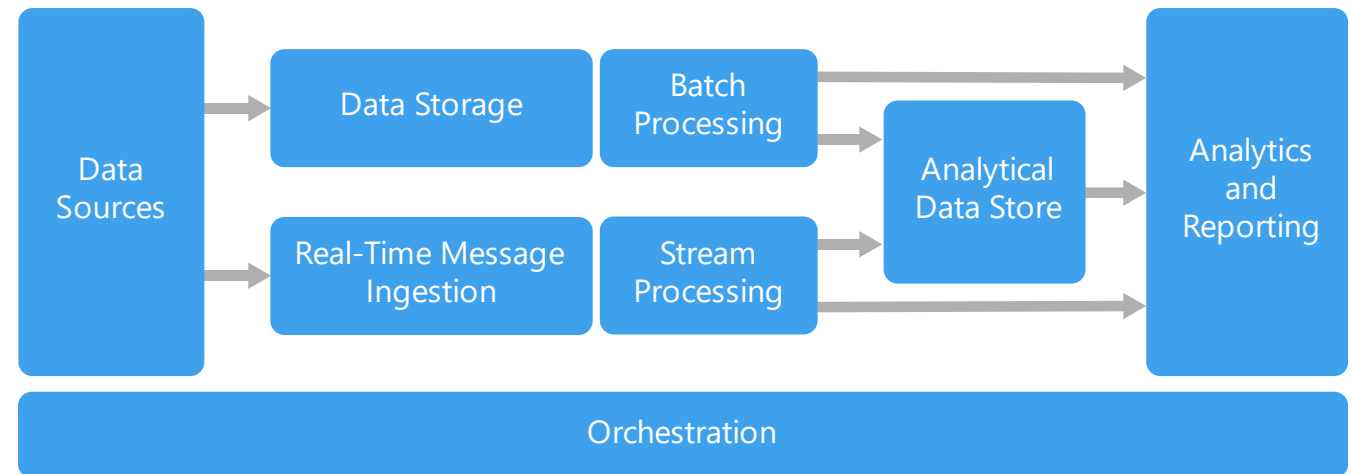 Data
Sources
Data Storage
Batch
Processing
Real-Time Message
Ingestion
Stream
Processing
Analytical
Data Store
Analytics
and
Reporting
Orchestration